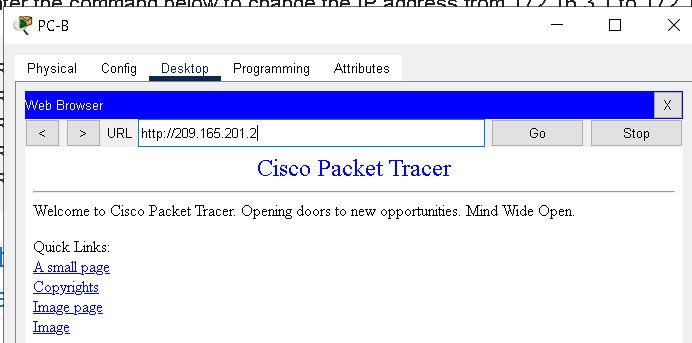 nter the command below to change the IP address from 172.16.3.1 to 172
PC-B
Physical Config Desktop Programming Attributes
Web Browser X
< > URL http://209.165.201.2 Go Stop
Cisco Packet Tracer
Welcome to Cisco Packet Tracer. Opening doors to new opportunities. Mind Wide Open.
Quick Links:
A small page
Copyrights
Image page
Image